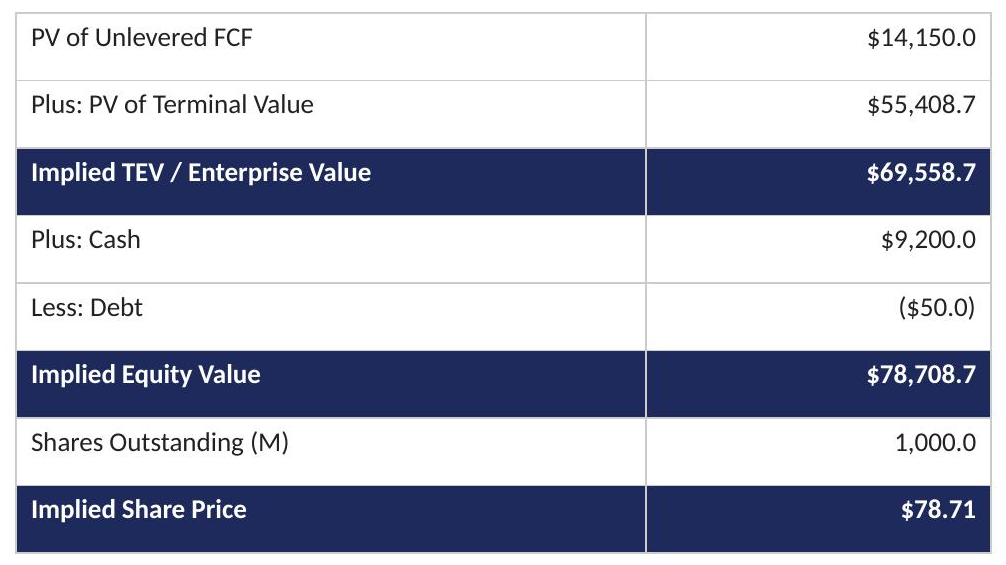 PV of Unlevered FCF $14,150.0
Plus: PV of Terminal Value $55,408.7
Implied TEV / Enterprise Value $69,558.7
Plus: Cash $9,200.0
Less: Debt ($50.0)
Implied Equity Value $78,708.7
Shares Outstanding (M) 1,000.0
Implied Share Price $78.71